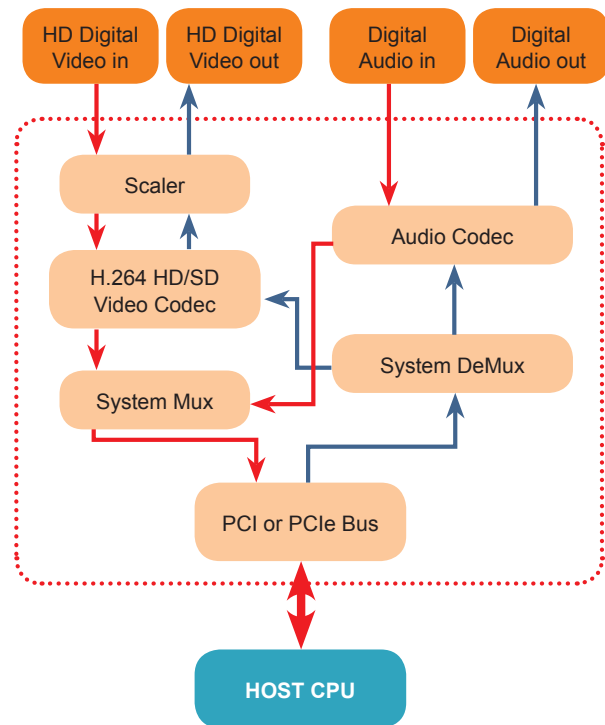 HD Digital
Video in
HD Digital
Video out
Digital
Audio in
Digital
Audio out
Scaler
Audio Codec
H.264 HD/SD
Video Codec
System DeMux
System Mux
PCI or PCIe Bus
HOST CPU